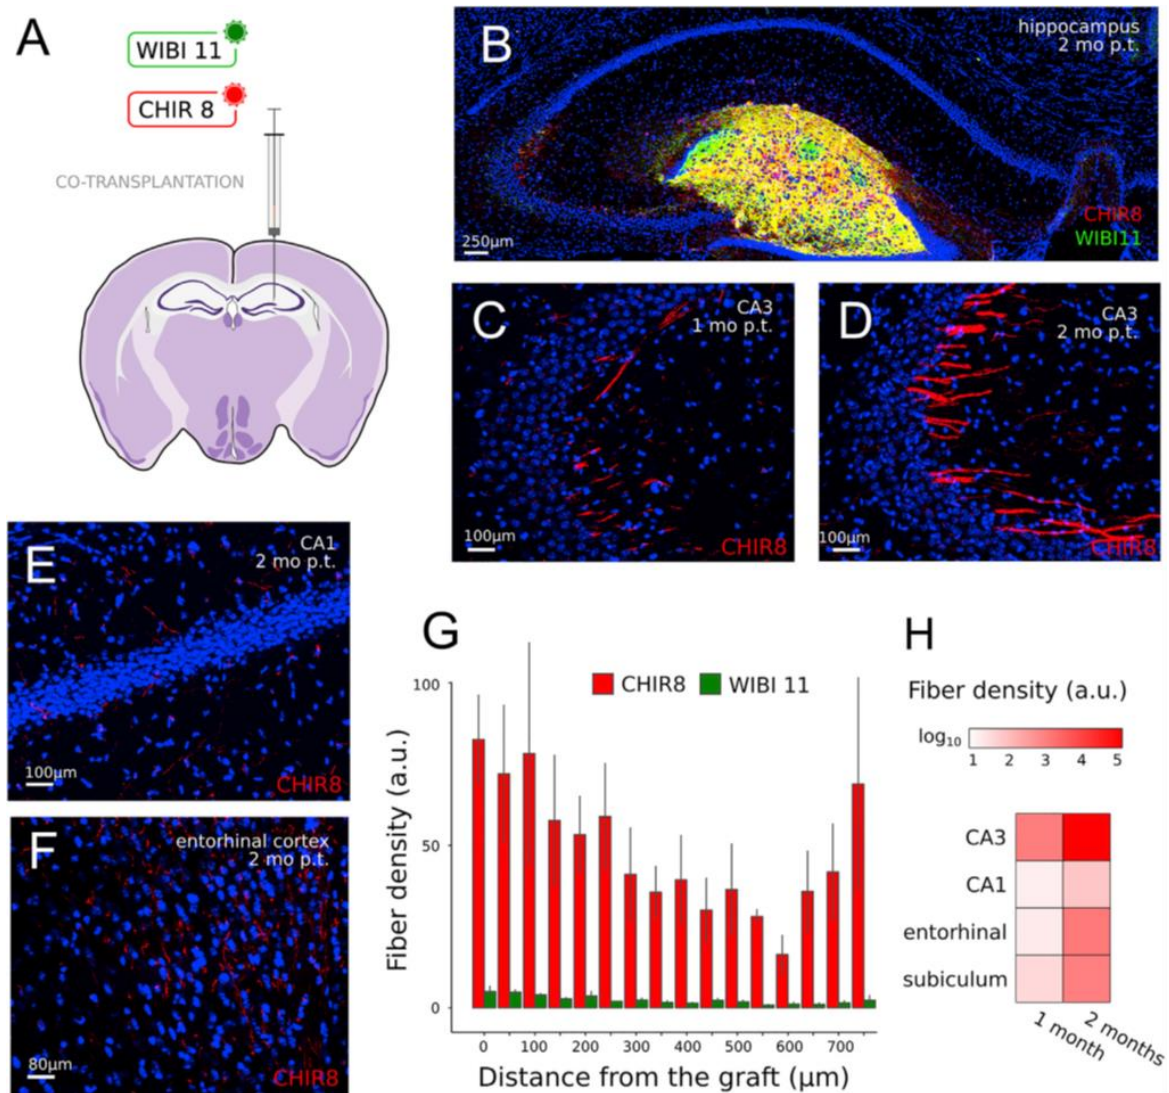 A
WIBI 11
CHIR 8
CO-TRANSPLANTATION
B
hippocampus
2 mo p.t.
CHIR8
WIBI11
250µm
C
CA3
1 mo p.t.
100µm
CHIR8
D
CA3
2 mo p.t.
100µm
CHIR8
E
CA1
2 mo p.t.
100µm
CHIR8
F
entorhinal cortex
2 mo p.t.
80µm
CHIR8
G
CHIR8 WIBI 11
Fiber density (a.u.)
100
50
0
0 100 200 300 400 500 600 700
Distance from the graft (µm)
H
Fiber density (a.u.)
log10
1 2 3 4 5
CA3
CA1
entorhinal
subiculum
1 month
2 months